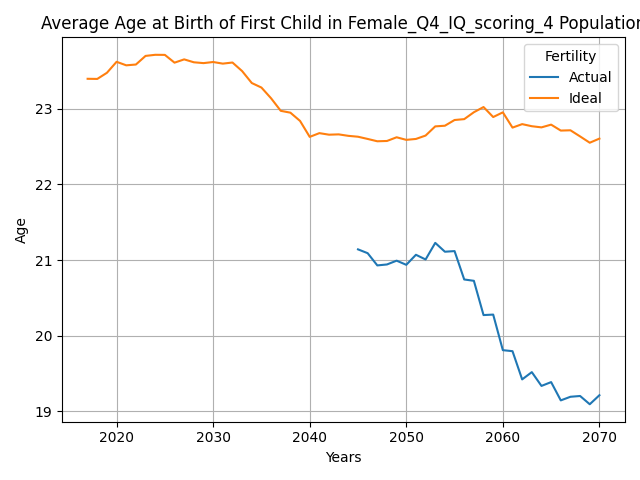 Average Age at Birth of First Child in Female_Q4_IQ_scoring_4 Population
Fertility
Actual
Ideal
Age
23
22
21
20
19
2020 2030 2040 2050 2060 2070
Years